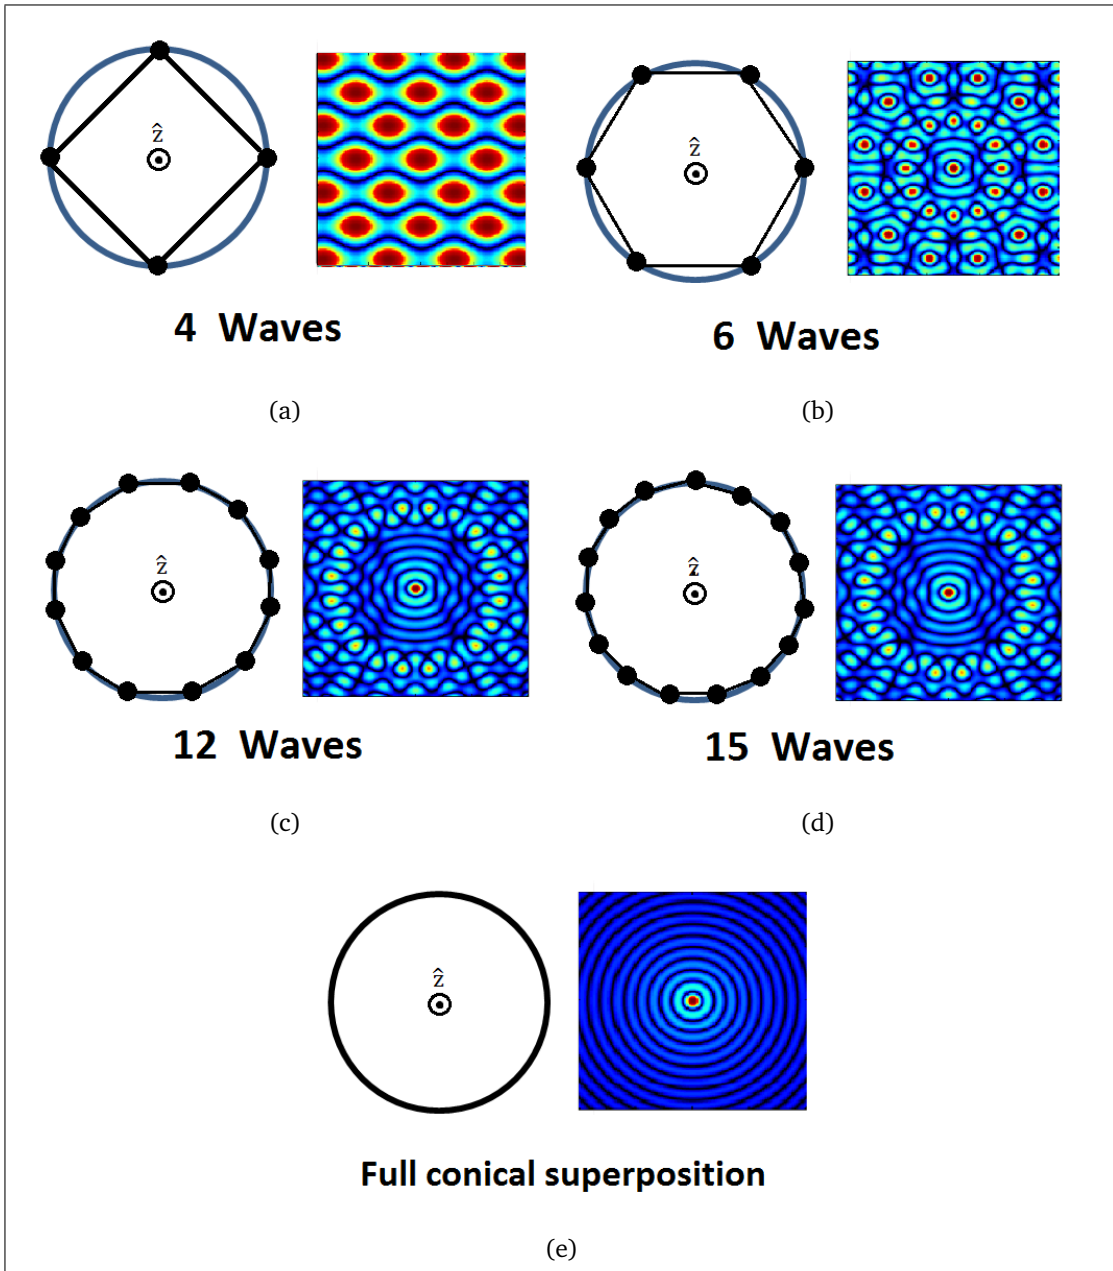 ẑ
ẑ
4 Waves
6 Waves
(a)
(b)
ẑ
ẑ
12 Waves
15 Waves
(c)
(d)
ẑ
Full conical superposition
(e)